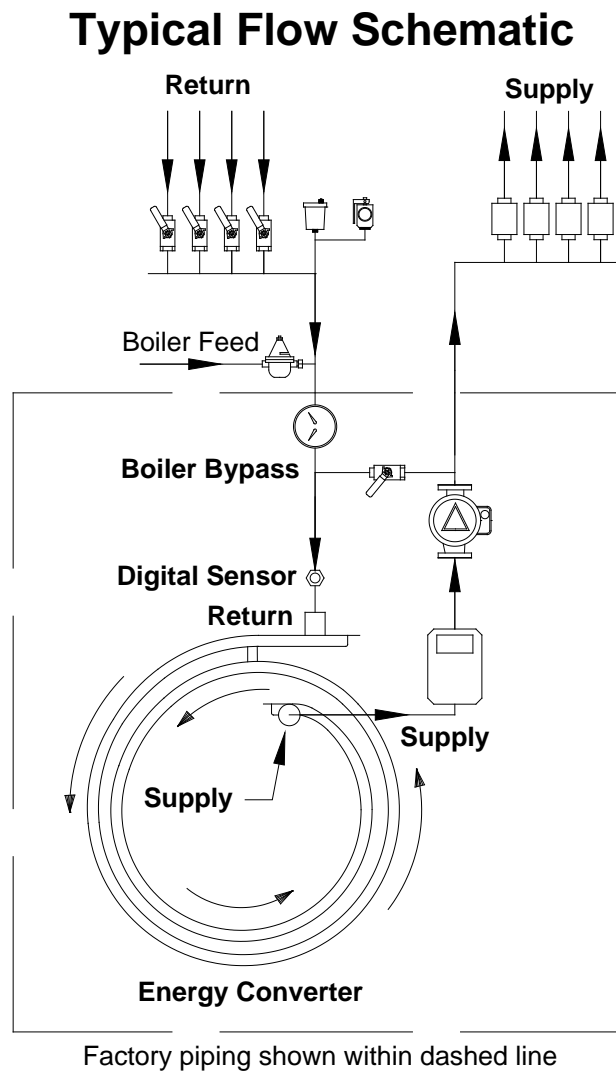 Typical Flow Schematic
Return
Supply
Boiler Feed
Boiler Bypass
Digital Sensor
Return
Supply
Supply
Energy Converter
Factory piping shown within dashed line